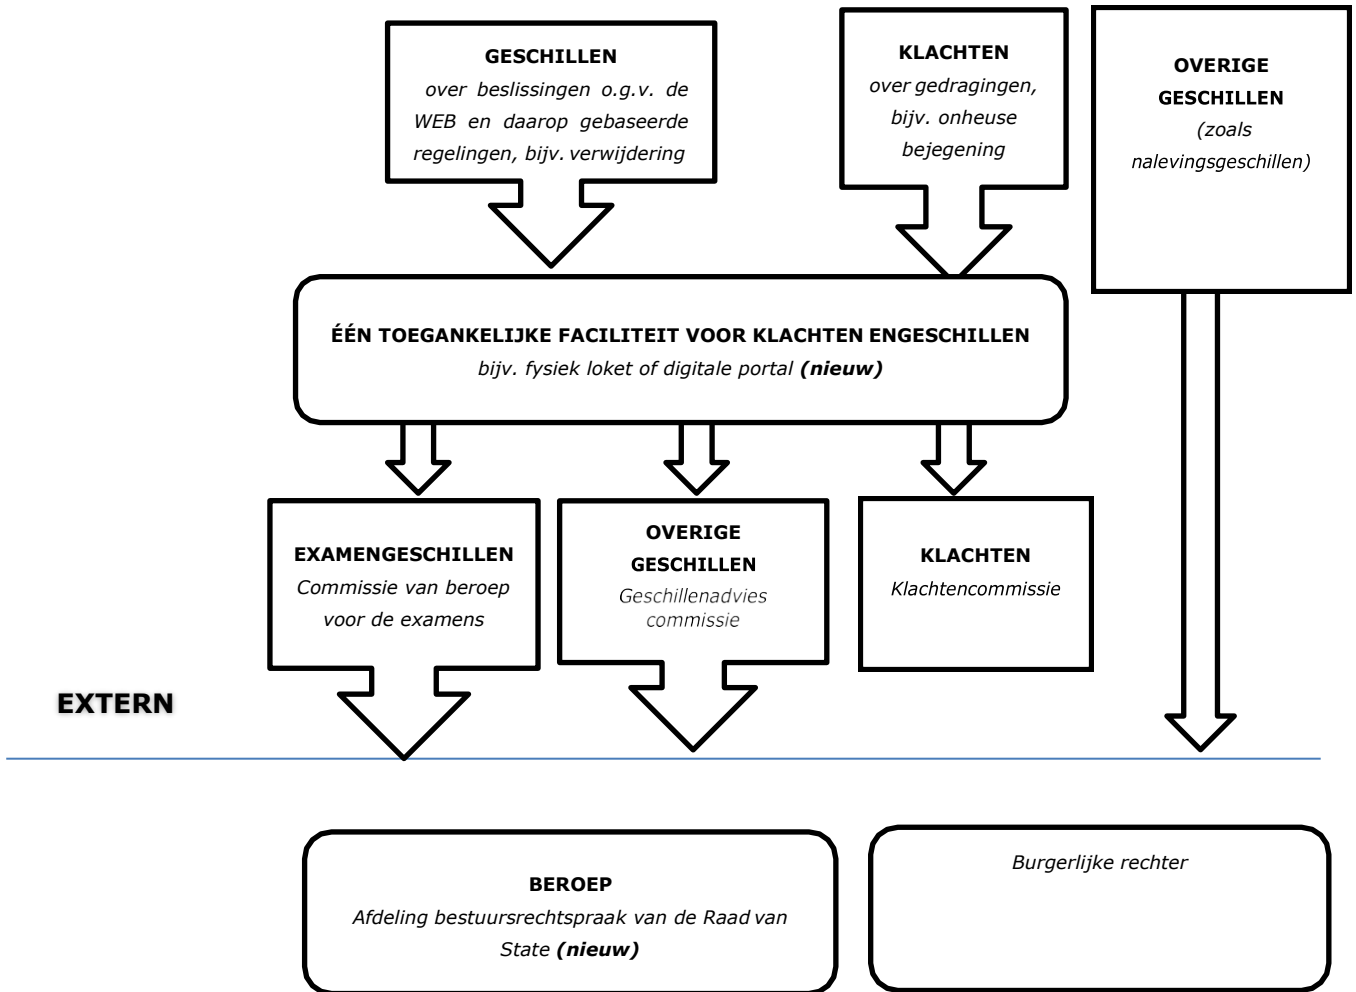 GESCHILLEN
over beslissingen o.g.v. de
WEB en daarop gebaseerde
regelingen, bijv. verwijdering
KLACHTEN
over gedragingen,
bijv. onheuse
bejegening
OVERIGE
GESCHILLEN
(zoals
nalevingsgeschillen)
ÉÉN TOEGANKELIJKE FACILITEIT VOOR KLACHTEN ENGESCHILLEN
bijv. fysiek loket of digitale portal (nieuw)
EXAMENGESCHILLEN
Commissie van beroep
voor de examens
OVERIGE
GESCHILLEN
Geschillenadvies
commissie
KLACHTEN
Klachtencommissie
EXTERN
BEROEP
Afdeling bestuursrechtspraak van de Raad van
State (nieuw)
Burgerlijke rechter